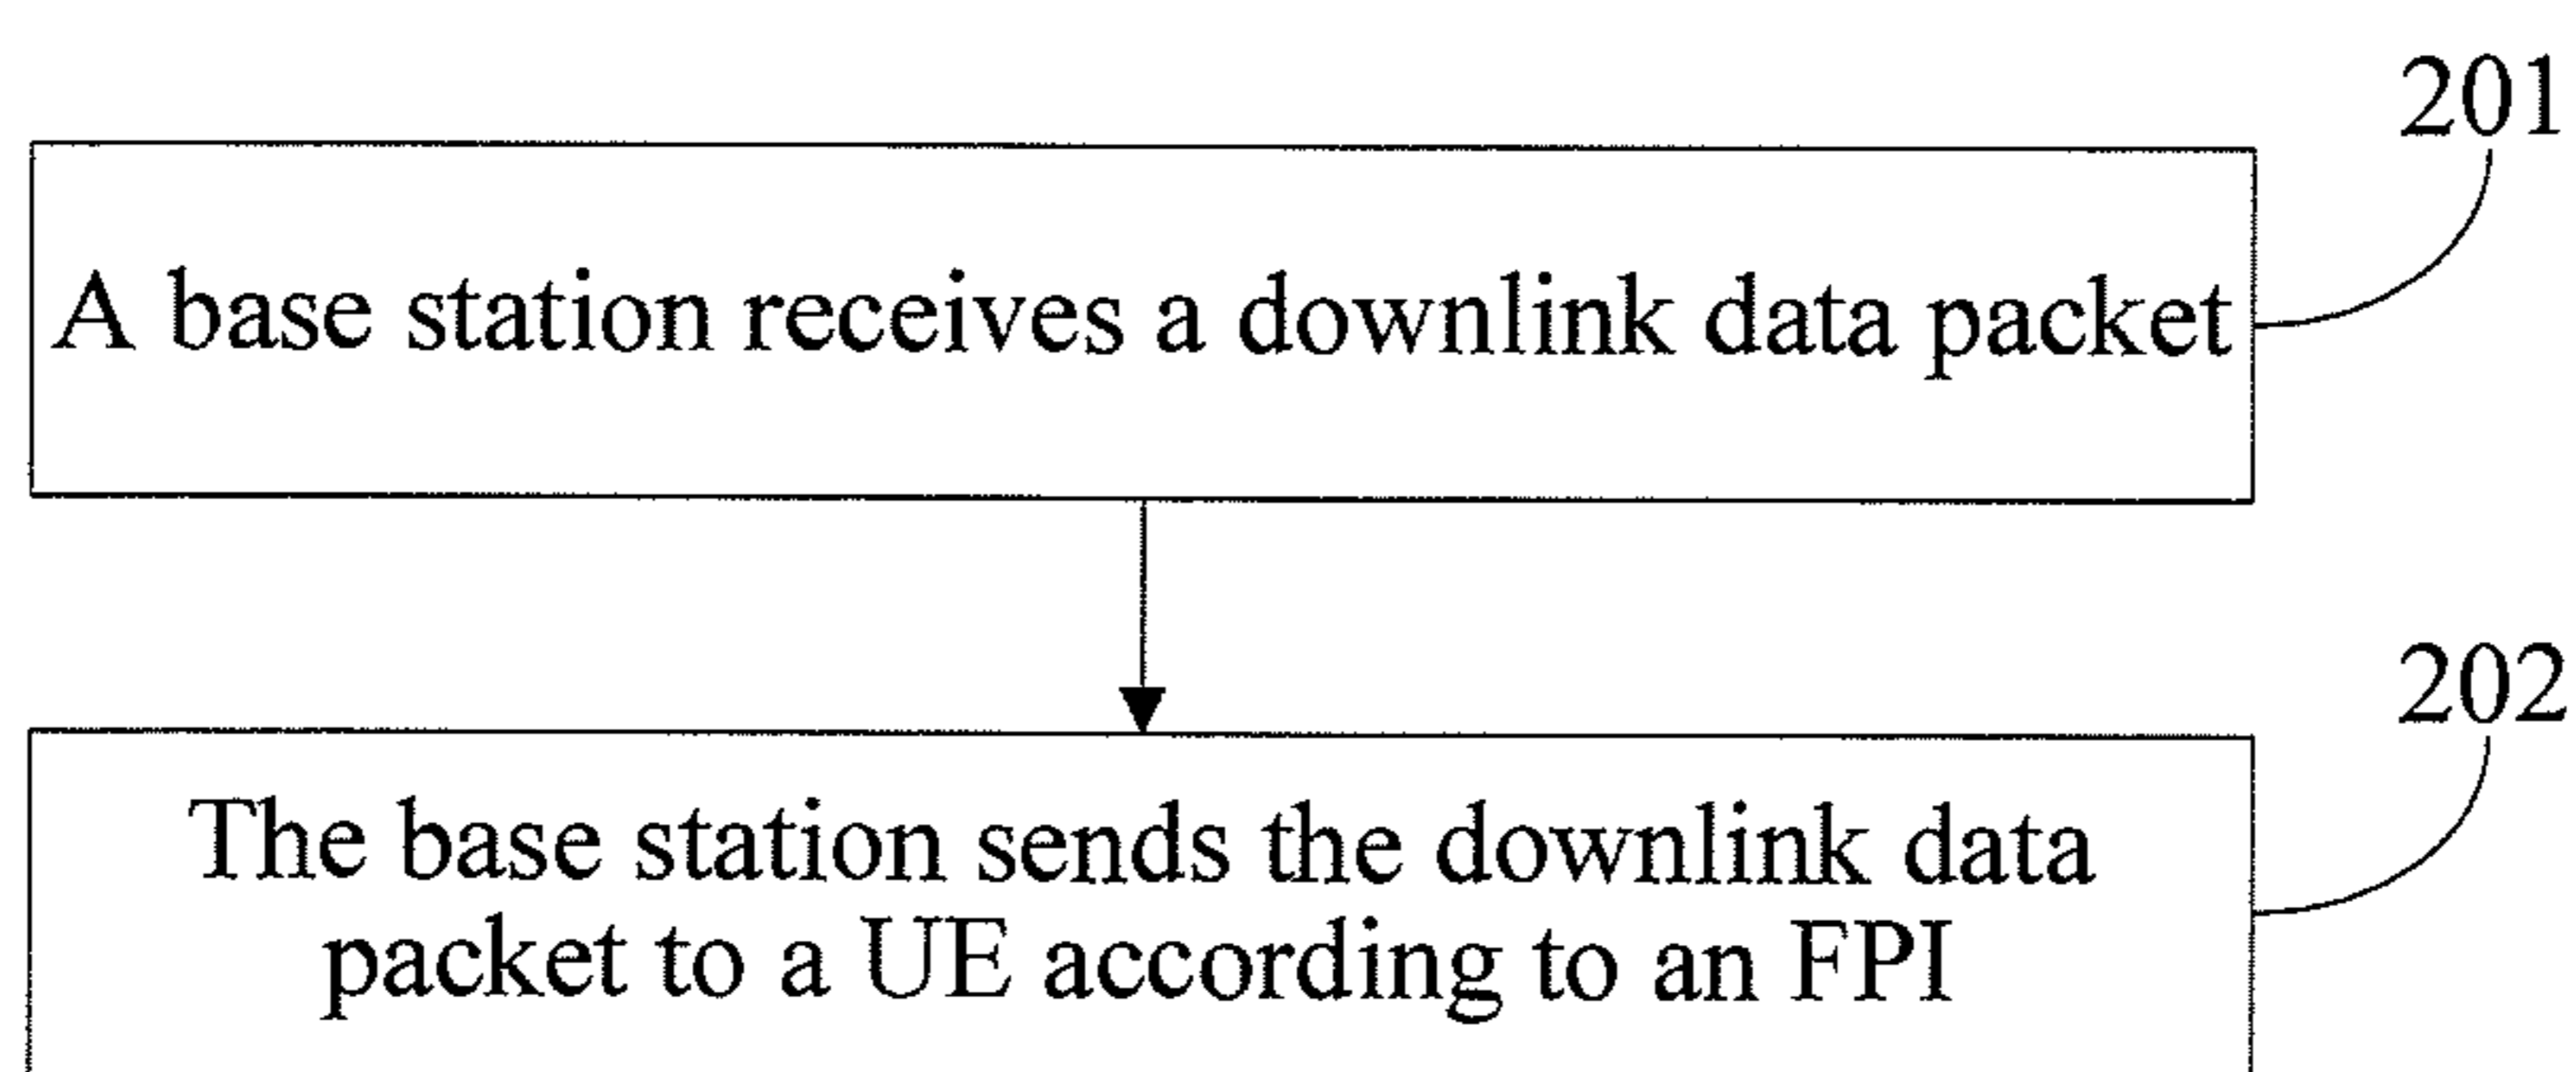 201
A base station receives a downlink data packet
202
The base station sends the downlink data
packet to a UE according to an FPI